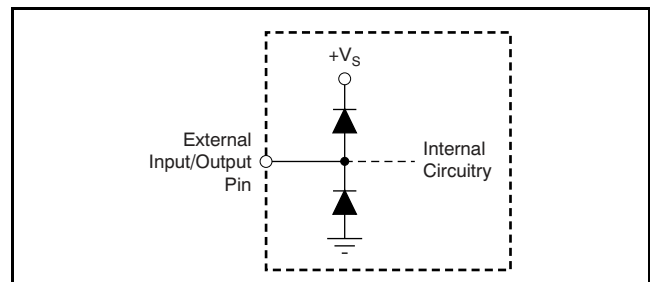 +V_S
External
Input/Output
Pin
Internal
Circuitry